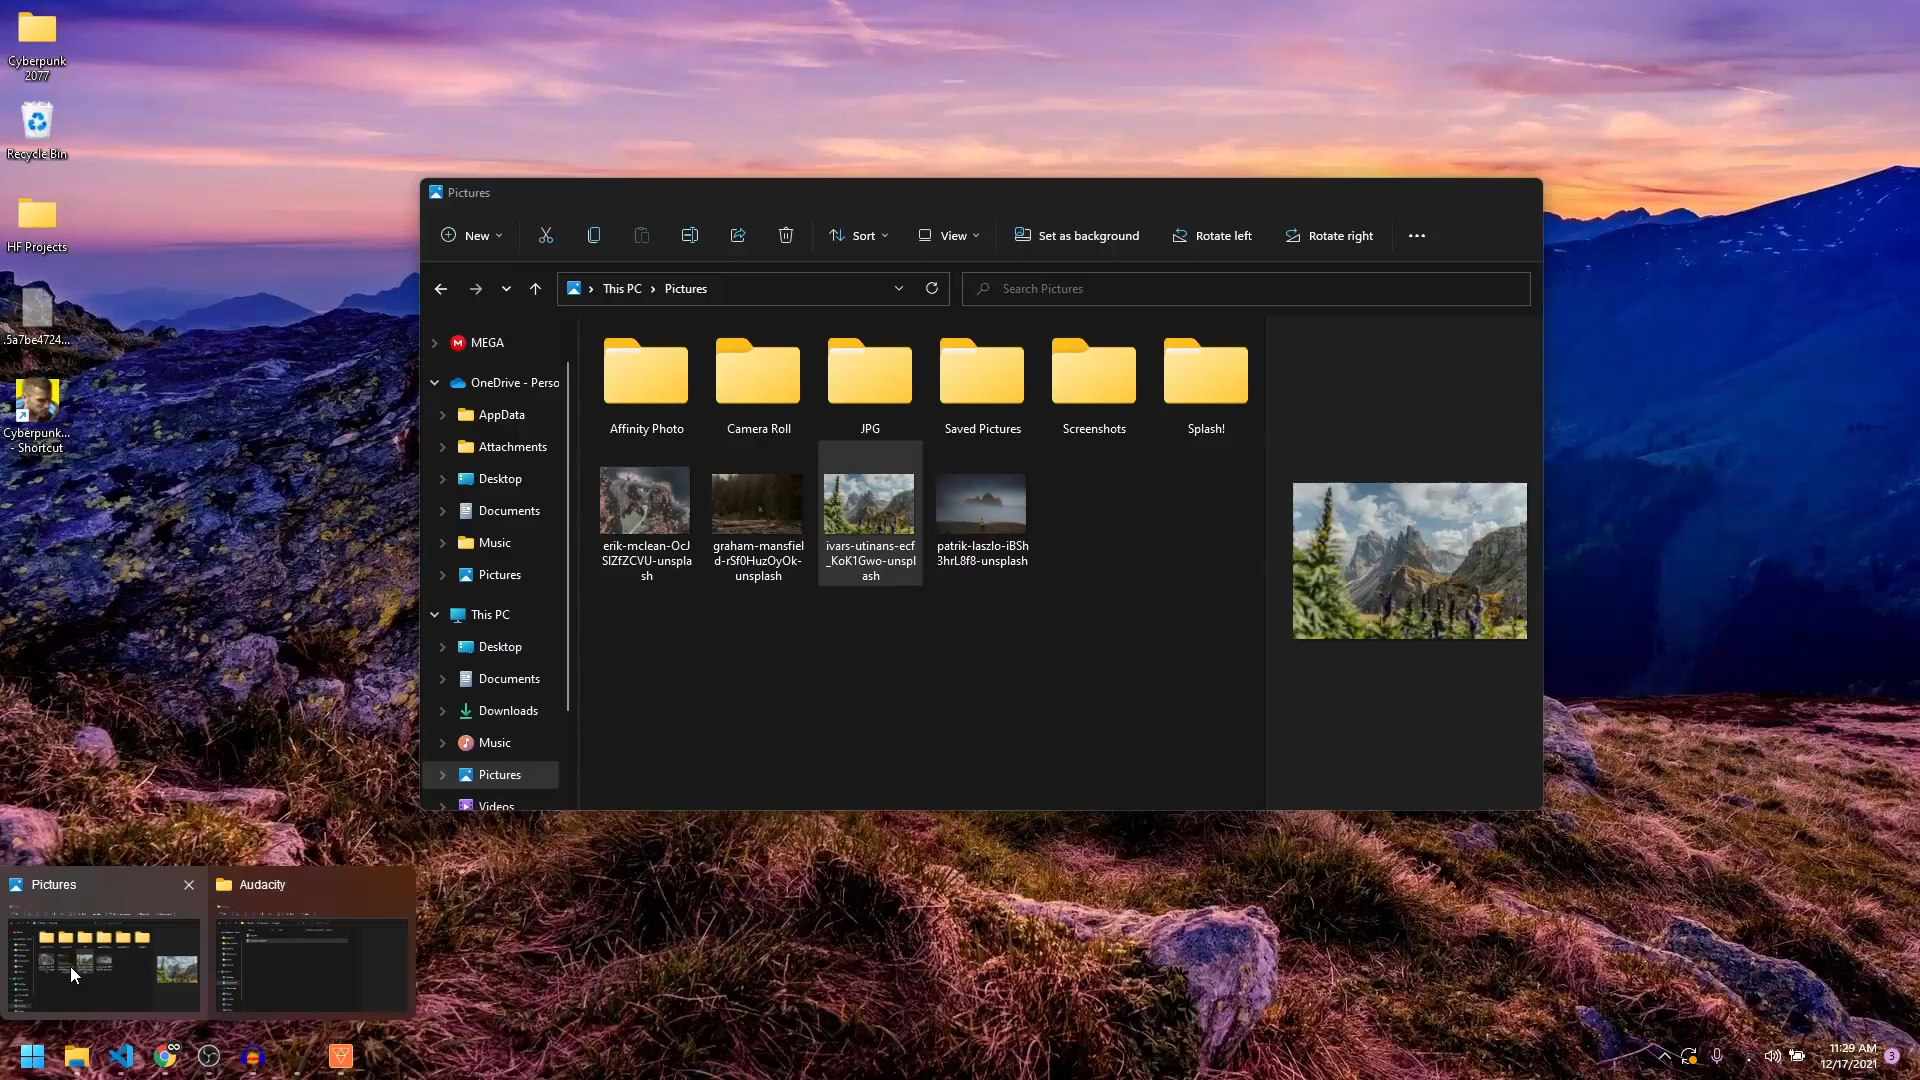 Cyberpunk
2077
Recycle Bin
HF Projects
.5a7be4724...
Cyberpunk...
- Shortcut
Pictures
New
Sort
View
Set as background
Rotate left
Rotate right
This PC
Pictures
Search Pictures
MEGA
OneDrive - Perso
AppData
Attachments
Desktop
Documents
Music
Pictures
This PC
Desktop
Documents
Downloads
Music
Pictures
Videos
Affinity Photo
Camera Roll
JPG
Saved Pictures
Screenshots
Splash!
erik-mclean-OcJ
SIZfZCVU-unspla
sh
graham-mansfiel
d-rSf0HuzOyOk-
unsplash
ivars-utinans-ecf
_KoK1Gwo-unspl
ash
patrik-laszlo-iBSh
3hrL8f8-unsplash
Pictures
Audacity
11:29 AM
12/17/2021
3